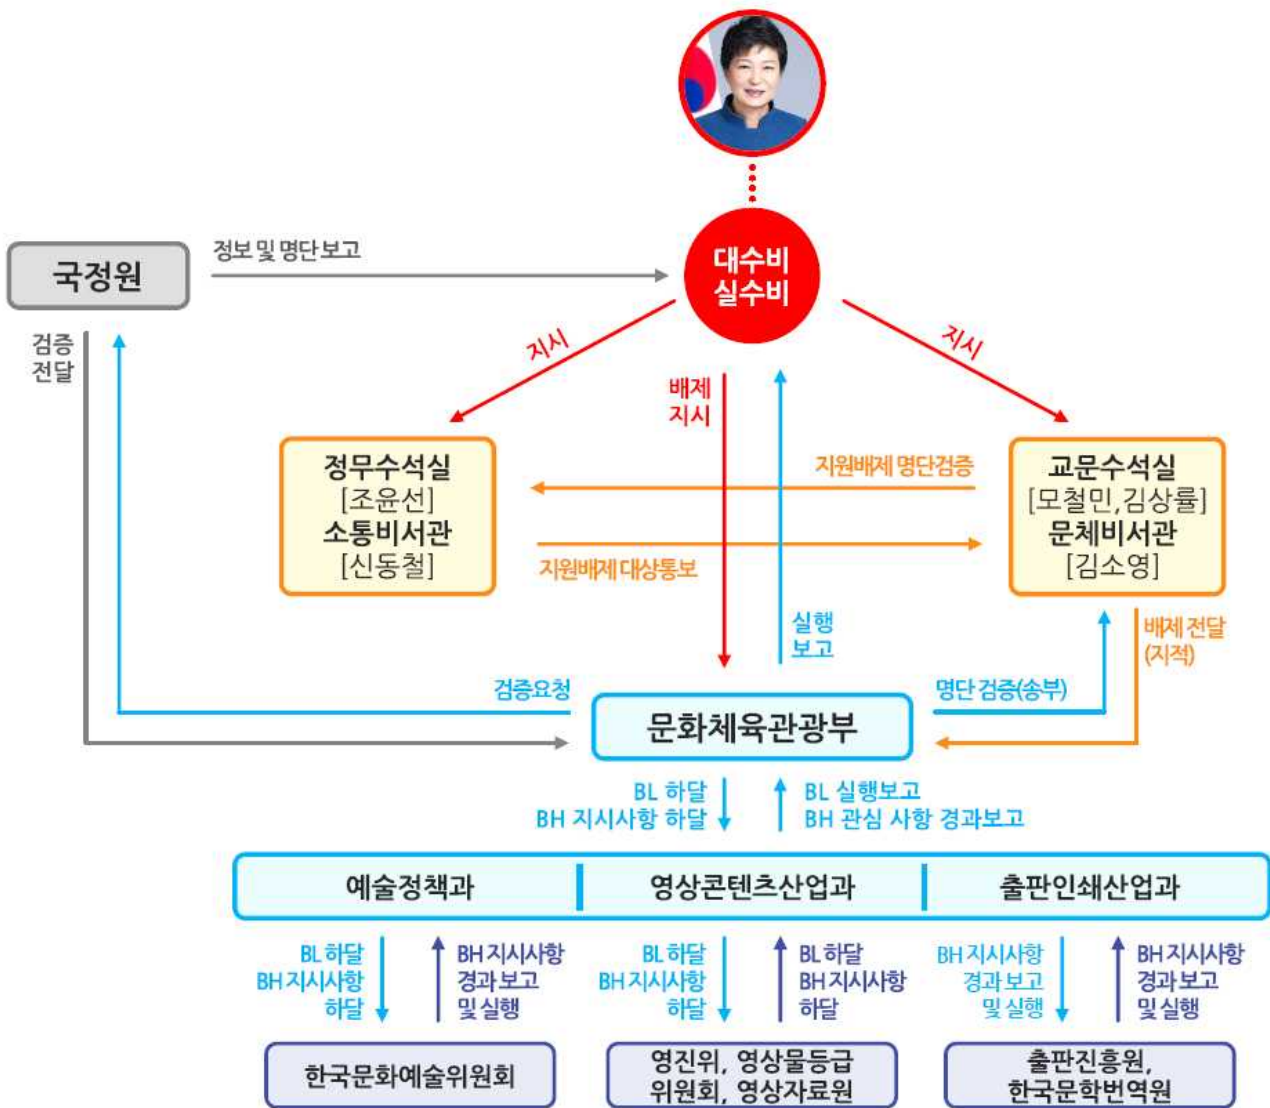 대수비
실수비
국정원
정보 및 명단 보고
검증
전달
지시
지시
배제
지시
정무수석실
[조윤선]
소통비서관
[신동철]
지원배제 명단검증
지원배제 대상통보
교문수석실
[모철민,김상률]
문체비서관
[김소영]
실행
보고
배제 전달
(지적)
검증요청
명단 검증(송부)
문화체육관광부
BL 하달
BH 지시사항 하달
BL 실행보고
BH 관심 사항 경과보고
예술정책과
영상콘텐츠산업과
출판인쇄산업과
BL 하달
BH 지시사항
하달
BH 지시사항
경과 보고
및 실행
BL 하달
BH 지시사항
하달
BL 하달
BH 지시사항
하달
BH 지시사항
경과 보고
및 실행
BH 지시사항
경과 보고
및 실행
한국문화예술위원회
영진위, 영상물등급
위원회, 영상자료원
출판진흥원,
한국문학번역원